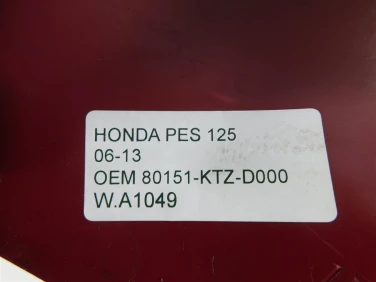 HONDA PES 125
06-13
OEM 80151-KTZ-D000
W.A1049